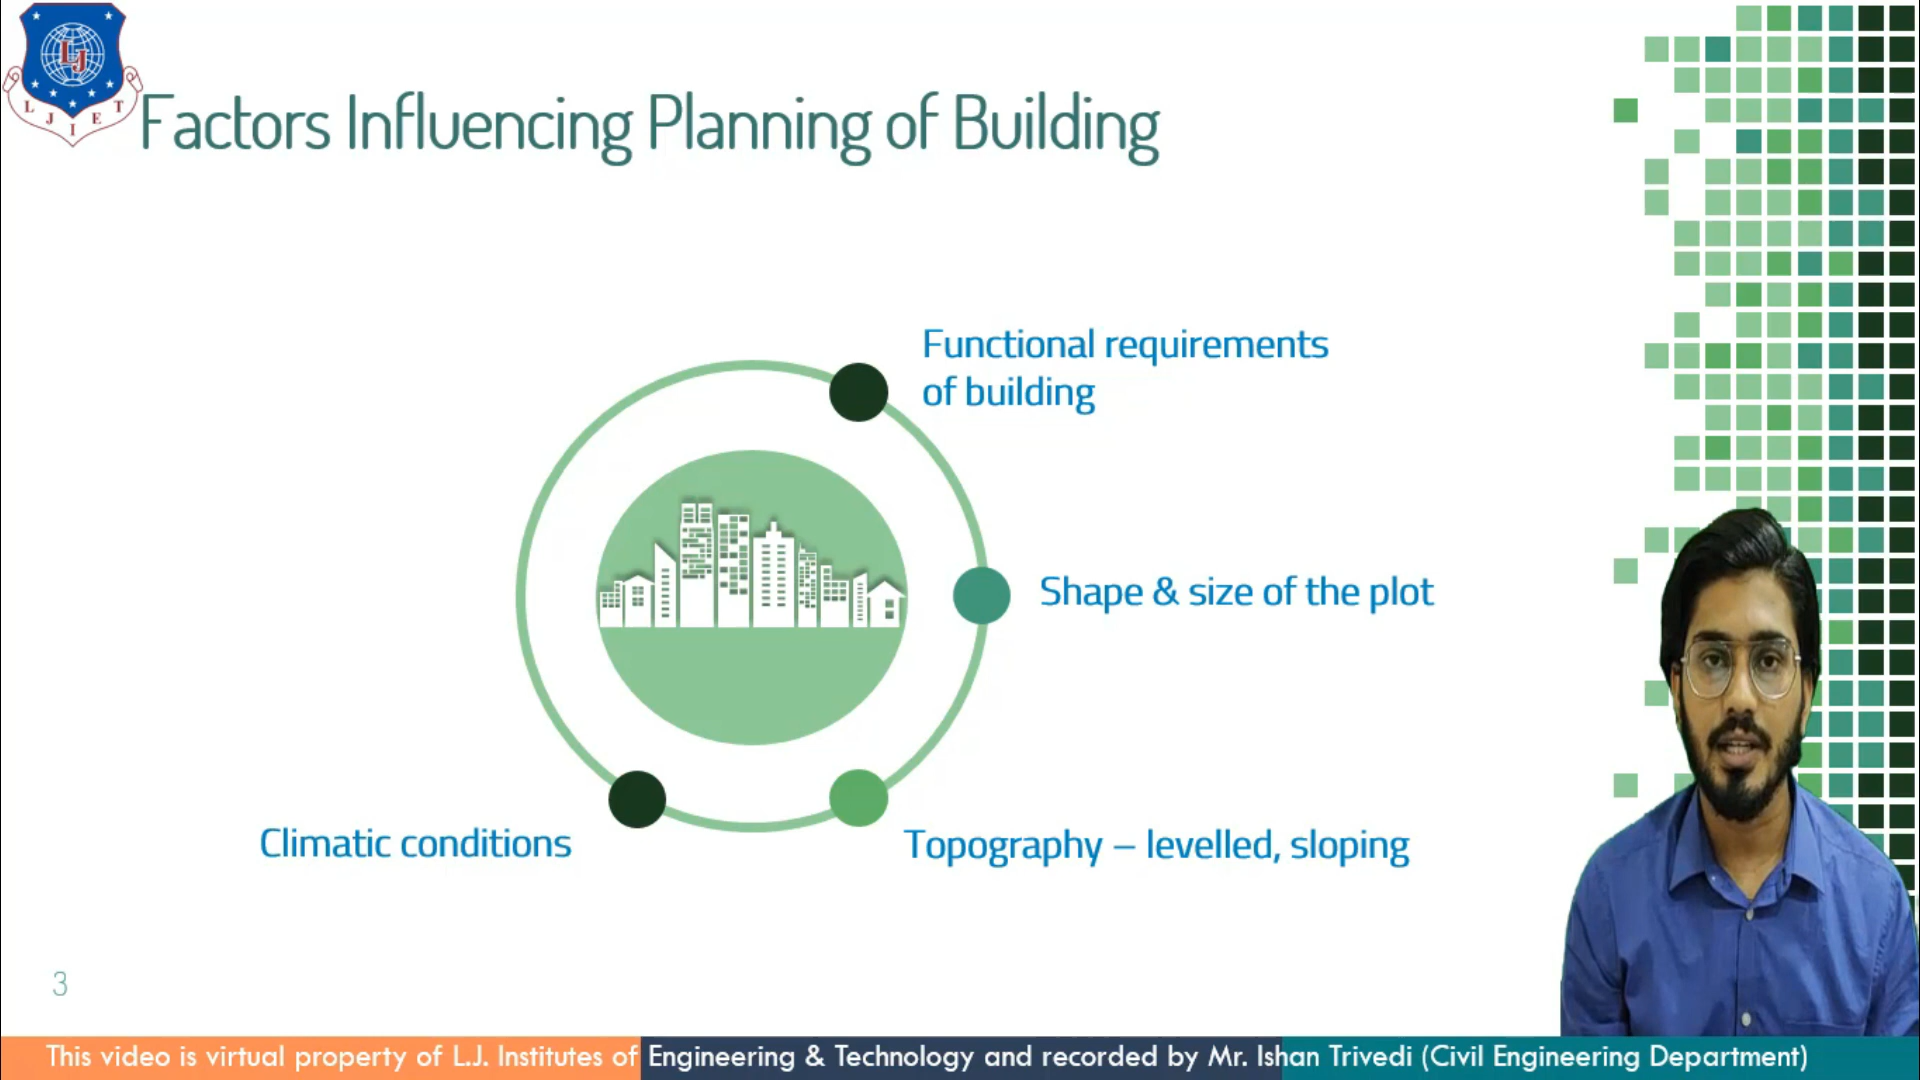 LJ
LJIET
Factors Influencing Planning of Building
Functional requirements
of building
Shape & size of the plot
Climatic conditions
Topography – levelled, sloping
3
This video is virtual property of L.J. Institutes of Engineering & Technology and recorded by Mr. Ishan Trivedi (Civil Engineering Department)